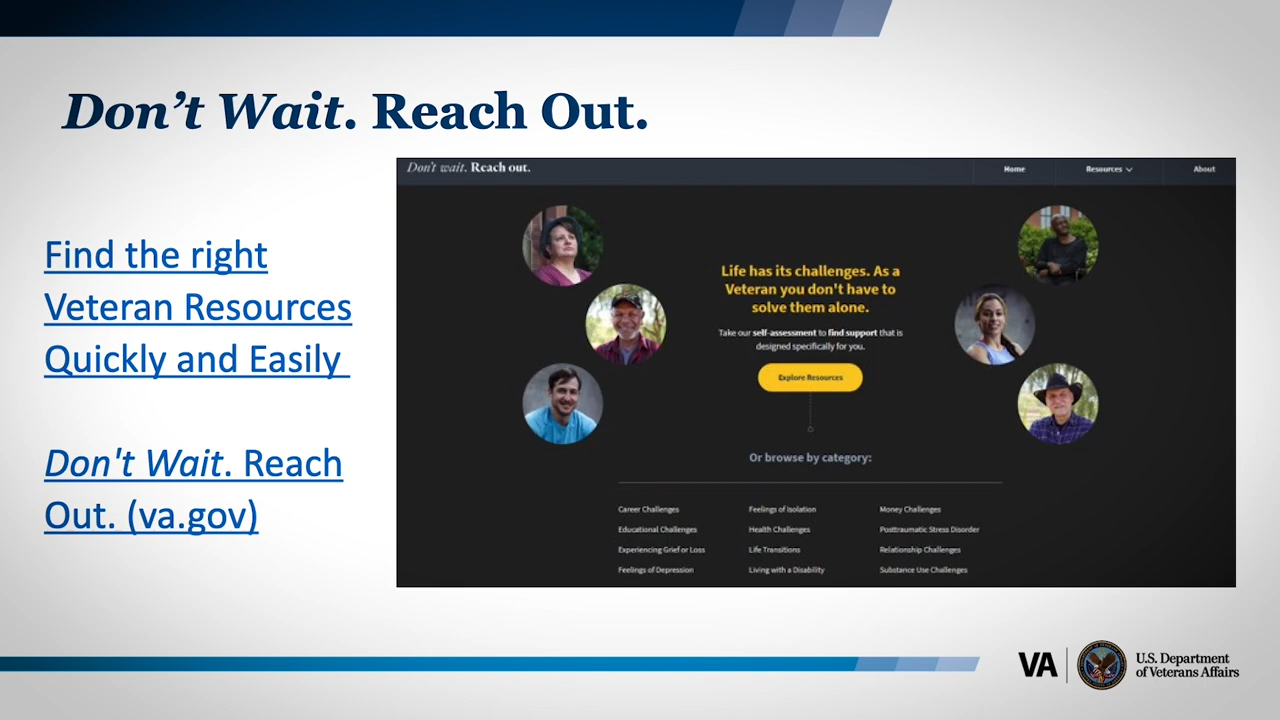 Don’t Wait. Reach Out.
Find the right
Veteran Resources
Quickly and Easily
Don't Wait. Reach
Out. (va.gov)
Don't wait. Reach out.
Home
Resources
About
Life has its challenges. As a
Veteran you don't have to
solve them alone.
Take our self-assessment to find support that is
designed specifically for you.
Explore Resources
Or browse by category:
Career Challenges
Educational Challenges
Experiencing Grief or Loss
Feelings of Depression
Feelings of Isolation
Health Challenges
Life Transitions
Living with a Disability
Money Challenges
Posttraumatic Stress Disorder
Relationship Challenges
Substance Use Challenges
VA
U.S. Department
of Veterans Affairs